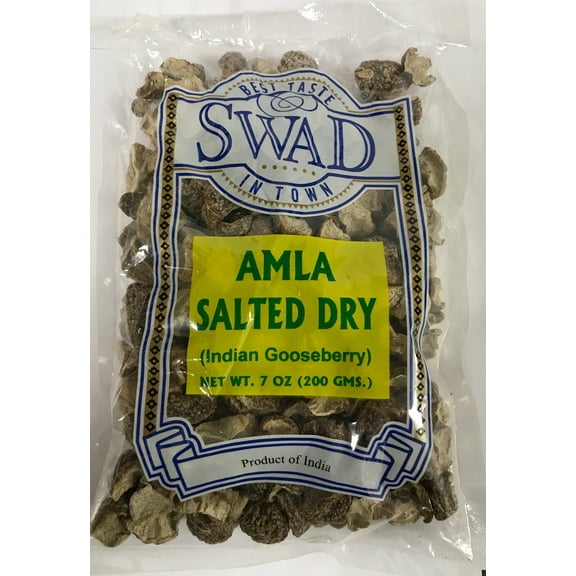 BEST TASTE
SWAD
®
IN TOWN
AMLA
SALTED DRY
(Indian Gooseberry)
NET WT. 7 OZ (200 GMS.)
Product of India